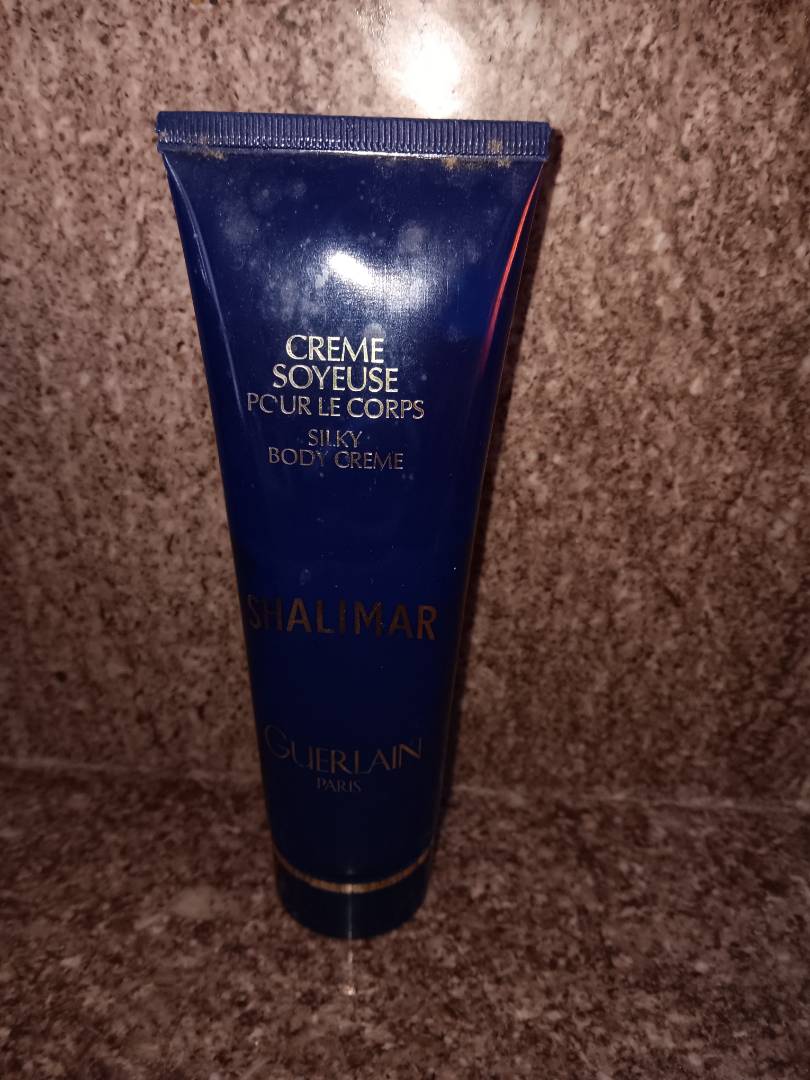 CREME
SOYEUSE
POUR LE CORPS
SILKY
BODY CREME
SHALIMAR
GUERLAIN
PARIS